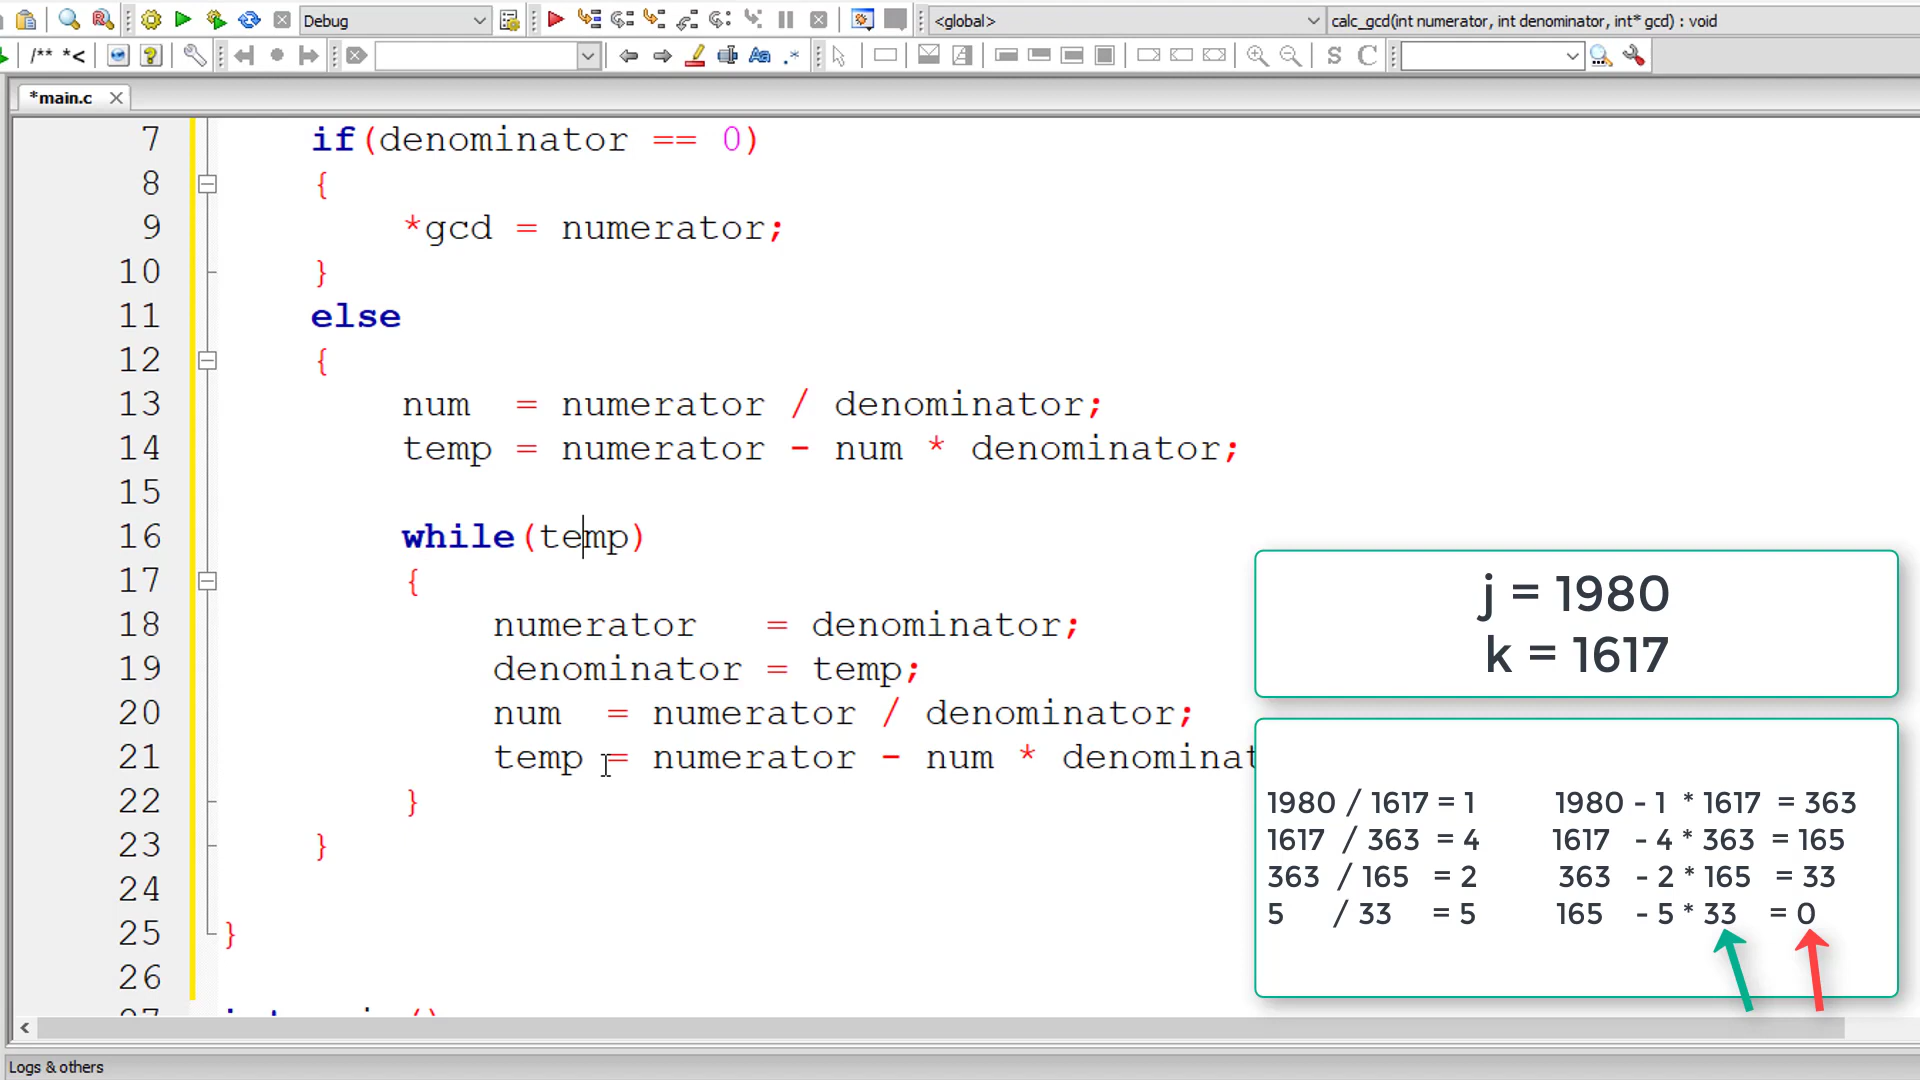 Debug
<global>
calc_gcd(int numerator, int denominator, int* gcd) : void
/** *<
Aa .* S C
*main.c
7 if(denominator == 0)
8 {
9 *gcd = numerator;
10 }
11 else
12 {
13 num = numerator / denominator;
14 temp = numerator - num * denominator;
15
16 while(temp)
17 {
18 numerator = denominator;
19 denominator = temp;
20 num = numerator / denominator;
21 temp = numerator - num * denominat
22 }
23 }
24
25 }
26
j = 1980
k = 1617
1980 / 1617 = 1 1980 - 1 * 1617 = 363
1617 / 363 = 4 1617 - 4 * 363 = 165
363 / 165 = 2 363 - 2 * 165 = 33
5 / 33 = 5 165 - 5 * 33 = 0
Logs & others